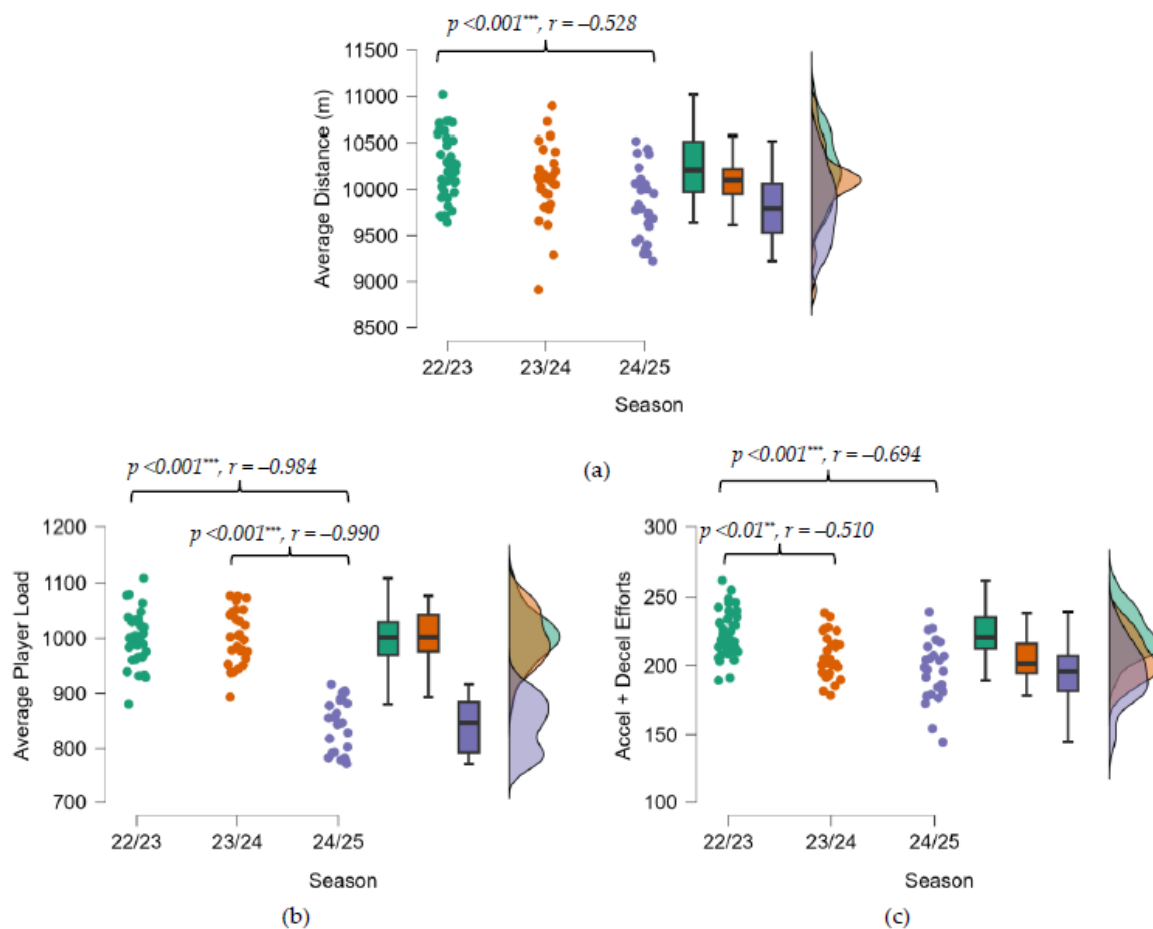 p <0.001***, r = –0.528
11500
11000
10500
10000
9500
9000
8500
Average Distance (m)
22/23 23/24 24/25
Season
(a)
p <0.001***, r = –0.984
p <0.001***, r = –0.990
1200
1100
1000
900
800
700
Average Player Load
22/23 23/24 24/25
Season
(b)
p <0.001***, r = –0.694
p <0.01**, r = –0.510
300
250
200
150
100
Accel + Decel Efforts
22/23 23/24 24/25
Season
(c)